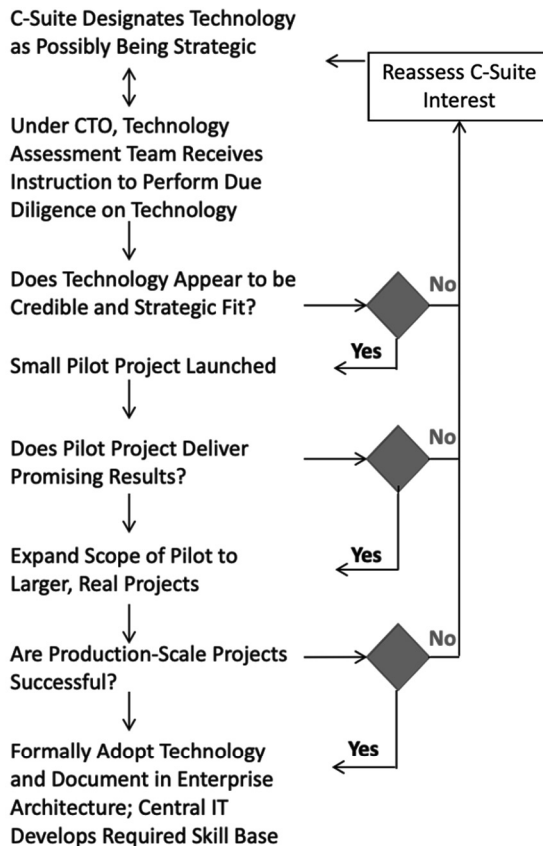 C-Suite Designates Technology
as Possibly Being Strategic
Reassess C-Suite
Interest
Under CTO, Technology
Assessment Team Receives
Instruction to Perform Due
Diligence on Technology
Does Technology Appear to be
Credible and Strategic Fit?
No
Yes
Small Pilot Project Launched
Does Pilot Project Deliver
Promising Results?
No
Yes
Expand Scope of Pilot to
Larger, Real Projects
Are Production-Scale Projects
Successful?
No
Yes
Formally Adopt Technology
and Document in Enterprise
Architecture; Central IT
Develops Required Skill Base